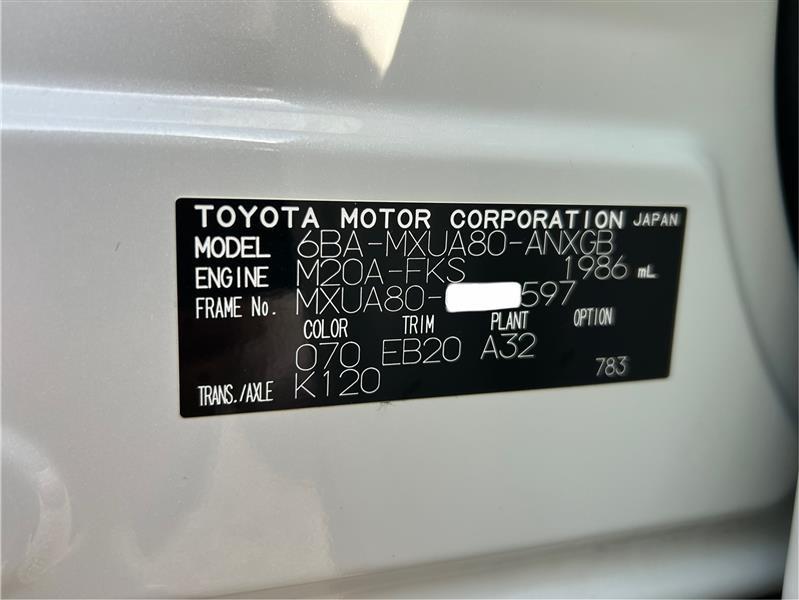 TOYOTA MOTOR CORPORATION JAPAN
MODEL 6BA-MXUA80-ANXGB
ENGINE M20A-FKS 1986 mL
FRAME No. MXUA80- 597
COLOR TRIM PLANT OPTION
070 EB20 A32
TRANS./AXLE K120 783